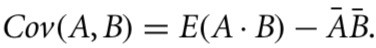 Cov(A, B) = E(A · B) − ĀB̄.